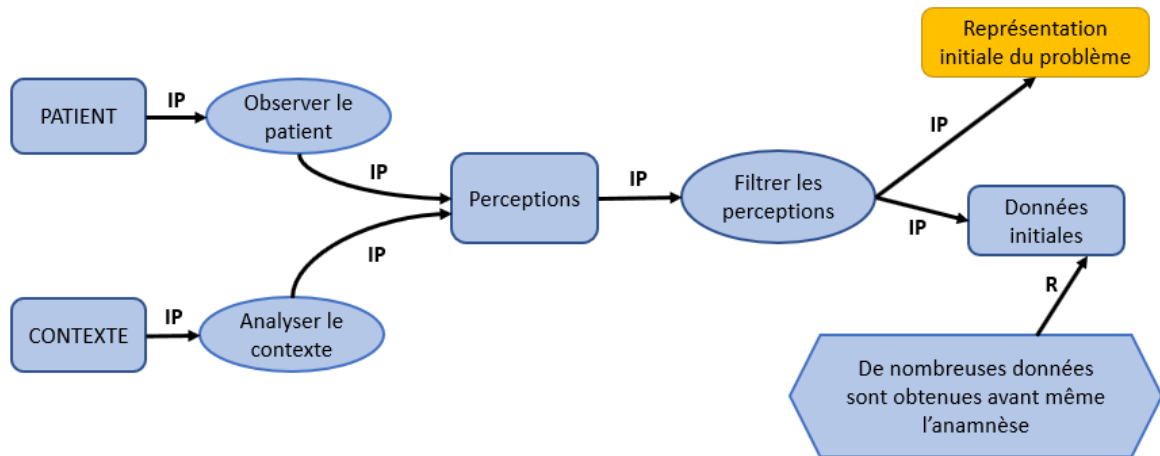 Représentation
initiale du problème
IP
Observer le
patient
PATIENT
IP
IP
IP
Perceptions
IP
Filtrer les
perceptions
IP
Données
initiales
IP
R
CONTEXTE
IP
Analyser le
contexte
De nombreuses données
sont obtenues avant même
l'anamnèse